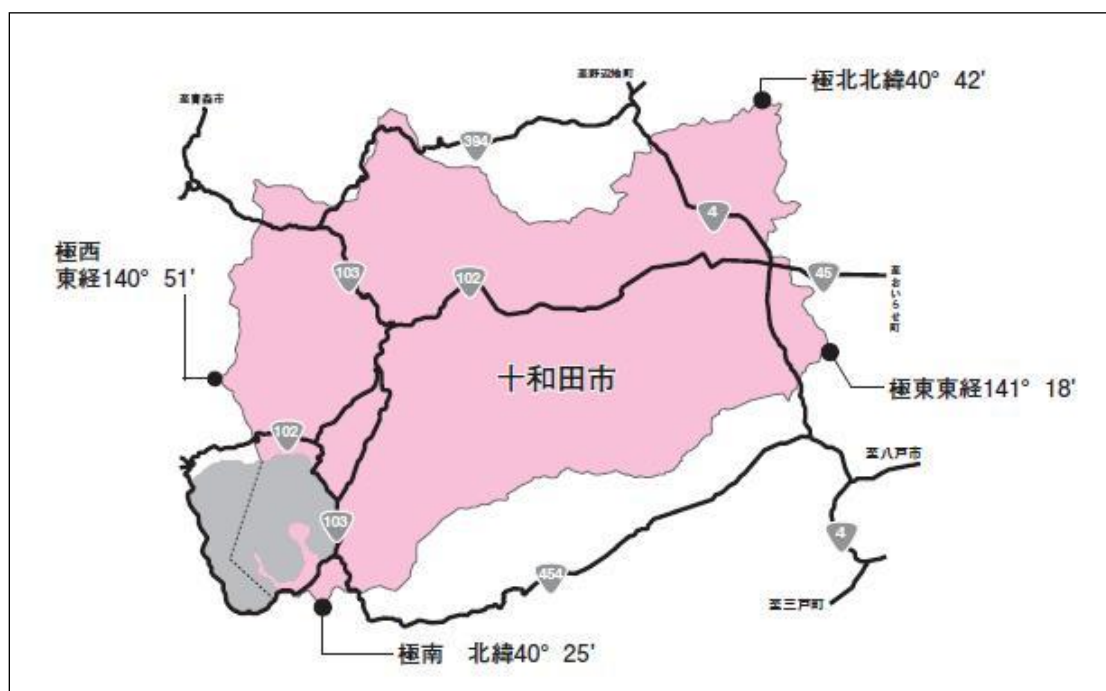 至野辺地町
極北北緯40° 42'
至青森市
394
4
極西
東経140° 51'
103
102
45
至おいらせ町
十和田市
極東東経141° 18'
102
至八戸市
103
4
454
至三戸町
極南 北緯40° 25'